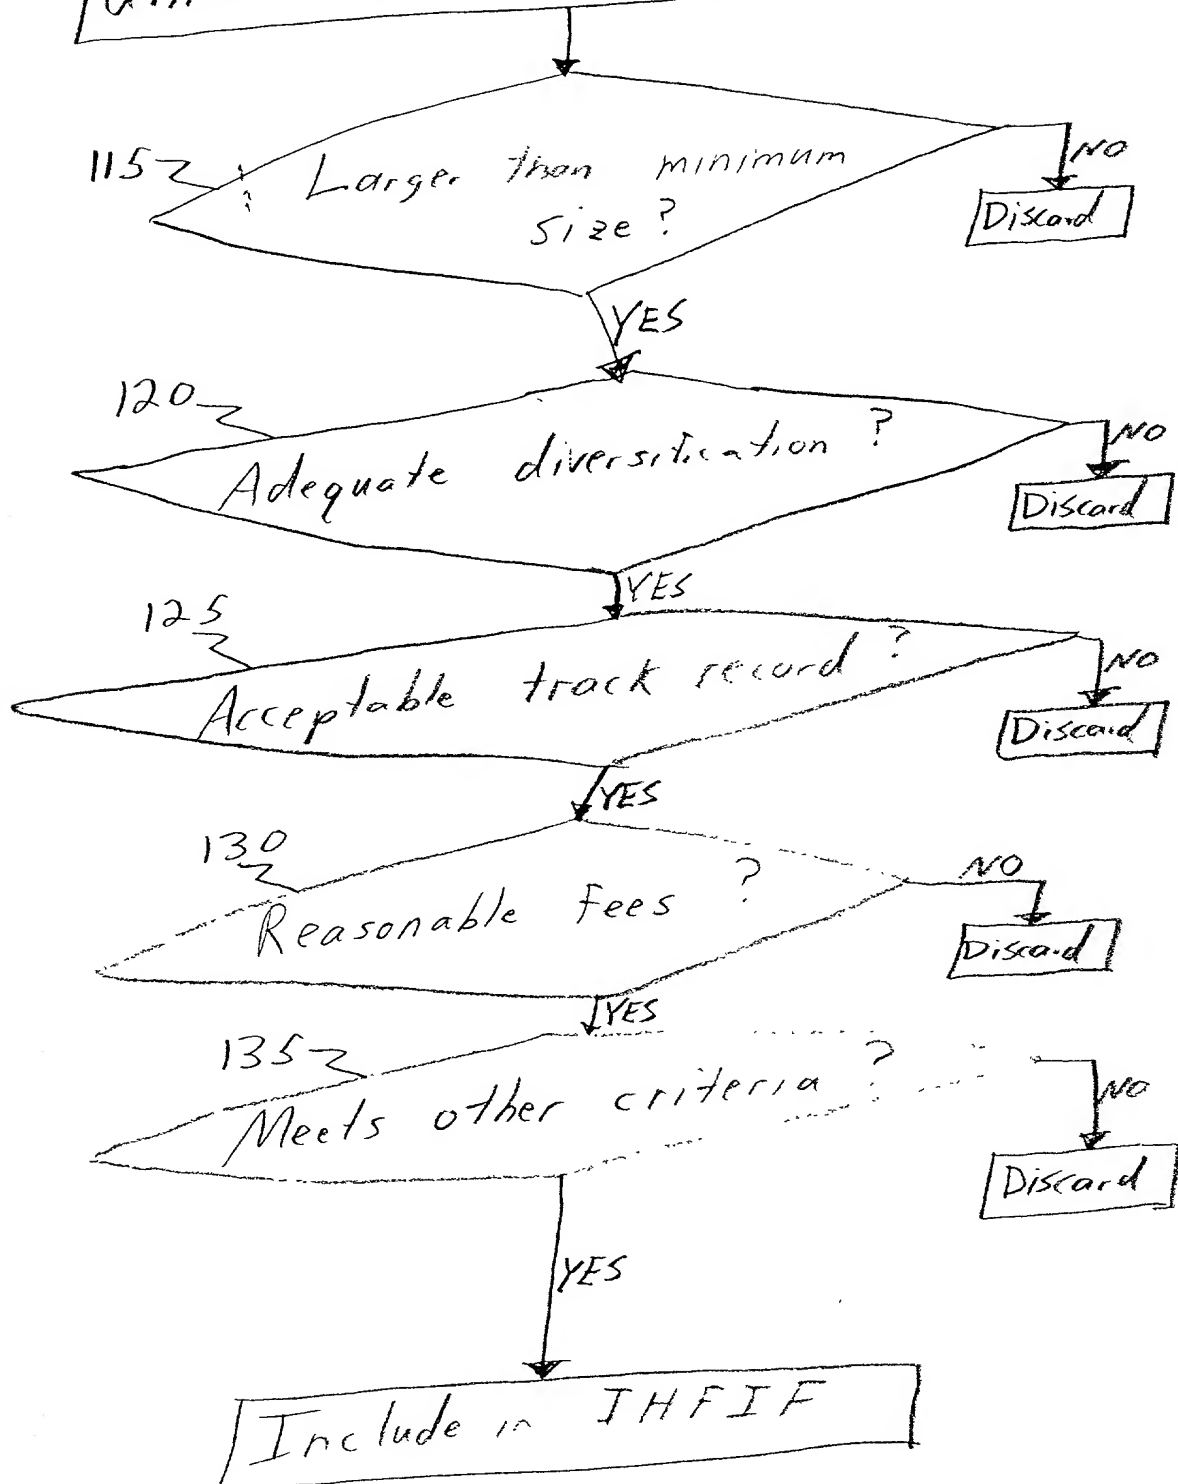 115
Larger than minimum
size?
NO
Discard
YES
120
Adequate diversification?
NO
Discard
YES
125
Acceptable track record?
NO
Discard
YES
130
Reasonable Fees?
NO
Discard
YES
135
Meets other criteria?
NO
Discard
YES
Include in IHFIF